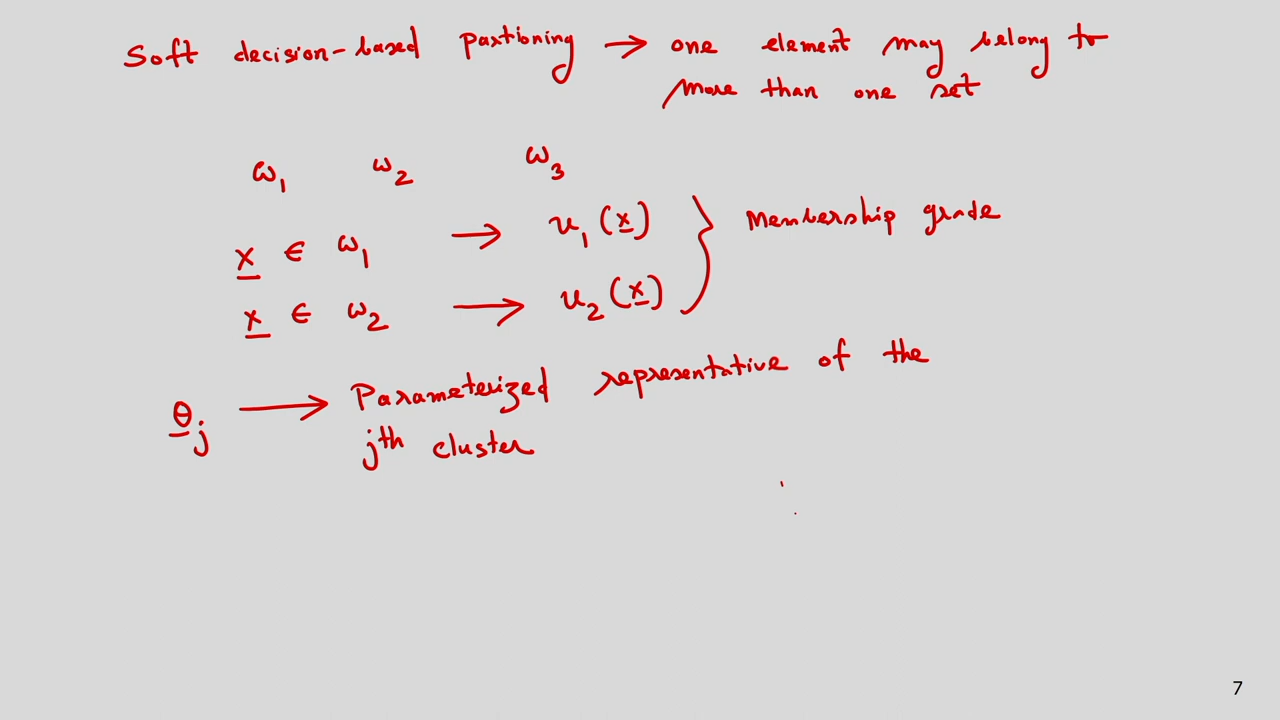 Soft decision-based partioning → one element may belong to
more than one set
ω₁ ω₂ ω₃
x ∈ ω₁ → u₁(x) } Membership grade
x ∈ ω₂ → u₂(x)
θⱼ → Parameterized representative of the
jth cluster
7